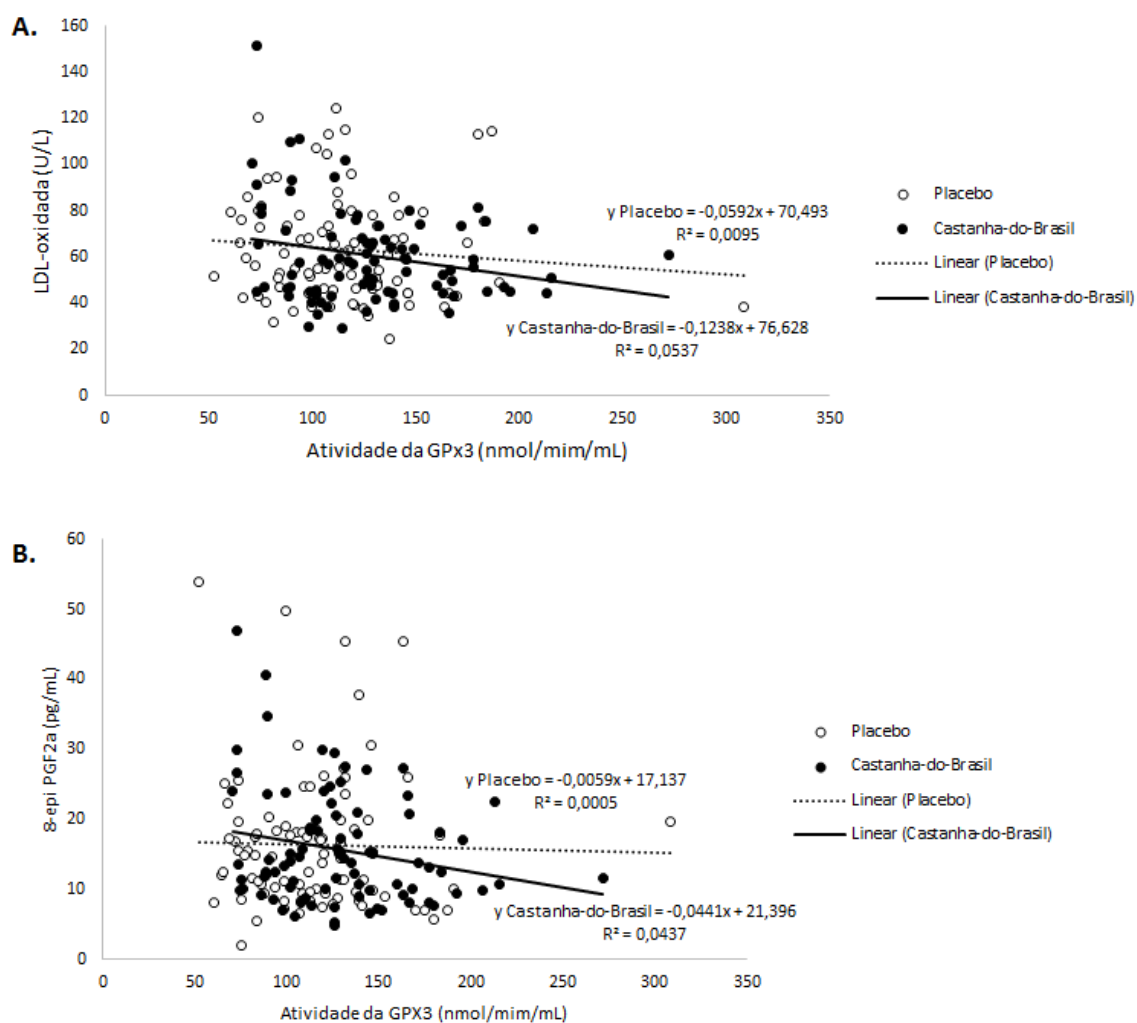 A.
160
140
120
100
80
60
40
20
0
LDL-oxidada (U/L)
y Placebo = -0,0592x + 70,493
R² = 0,0095
y Castanha-do-Brasil = -0,1238x + 76,628
R² = 0,0537
0 50 100 150 200 250 300 350
Atividade da GPx3 (nmol/mim/mL)
Placebo
Castanha-do-Brasil
Linear (Placebo)
Linear (Castanha-do-Brasil)
B.
60
50
40
30
20
10
0
8-epi PGF2a (pg/mL)
y Placebo = -0,0059x + 17,137
R² = 0,0005
y Castanha-do-Brasil = -0,0441x + 21,396
R² = 0,0437
0 50 100 150 200 250 300 350
Atividade da GPX3 (nmol/mim/mL)
Placebo
Castanha-do-Brasil
Linear (Placebo)
Linear (Castanha-do-Brasil)